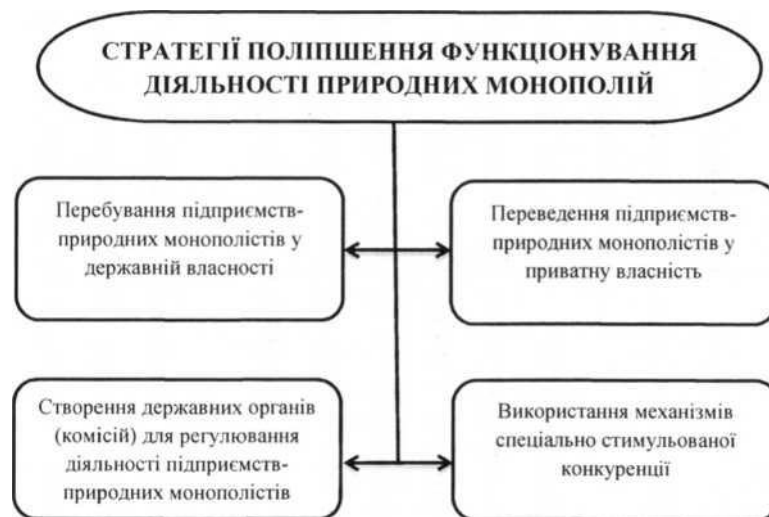 СТРАТЕГІЇ ПОЛІПШЕННЯ ФУНКЦІОНУВАННЯ
ДІЯЛЬНОСТІ ПРИРОДНИХ МОНОПОЛІЙ
Перебування підприємств-
природних монополістів у
державній власності
Переведення підприємств-
природних монополістів у
приватну власність
Створення державних органів
(комісій) для регулювання
діяльності підприємств-
природних монополістів
Використання механізмів
спеціально стимульованої
конкуренції